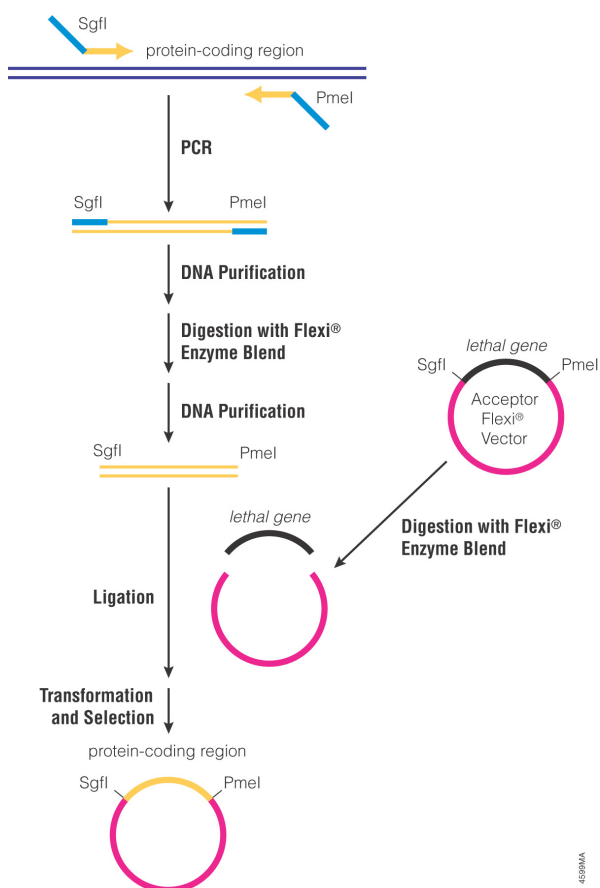 SgfI
protein-coding region
PmeI
PCR
SgfI
PmeI
DNA Purification
Digestion with Flexi®
Enzyme Blend
DNA Purification
SgfI
PmeI
lethal gene
SgfI
PmeI
Acceptor
Flexi®
Vector
Digestion with Flexi®
Enzyme Blend
lethal gene
Ligation
Transformation
and Selection
protein-coding region
SgfI
PmeI
4599MA